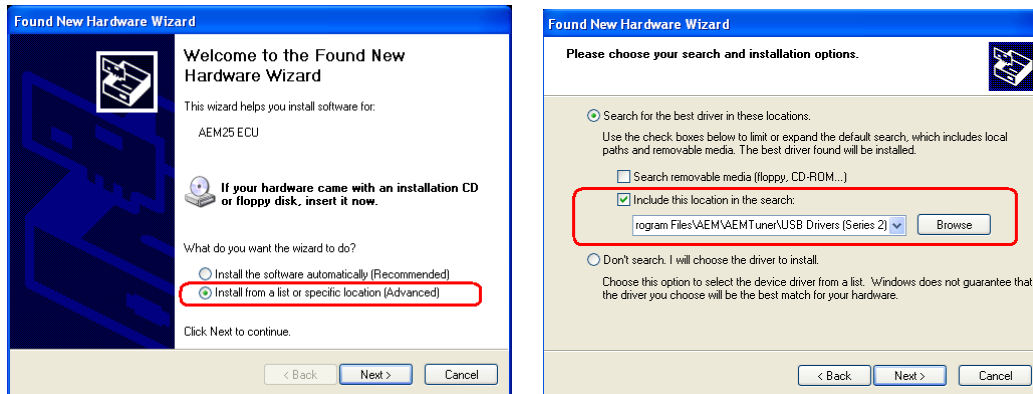 Found New Hardware Wizard
Welcome to the Found New
Hardware Wizard
This wizard helps you install software for:
AEM25 ECU
If your hardware came with an installation CD
or floppy disk, insert it now.
What do you want the wizard to do?
Install the software automatically (Recommended)
Install from a list or specific location (Advanced)
Click Next to continue.
< Back
Next >
Cancel
Found New Hardware Wizard
Please choose your search and installation options.
Search for the best driver in these locations.
Use the check boxes below to limit or expand the default search, which includes local
paths and removable media. The best driver found will be installed.
Search removable media (floppy, CD-ROM...)
Include this location in the search:
rogram Files\AEM\AEMTuner\USB Drivers (Series 2)
Browse
Don't search. I will choose the driver to install.
Choose this option to select the device driver from a list. Windows does not guarantee that
the driver you choose will be the best match for your hardware.
< Back
Next >
Cancel